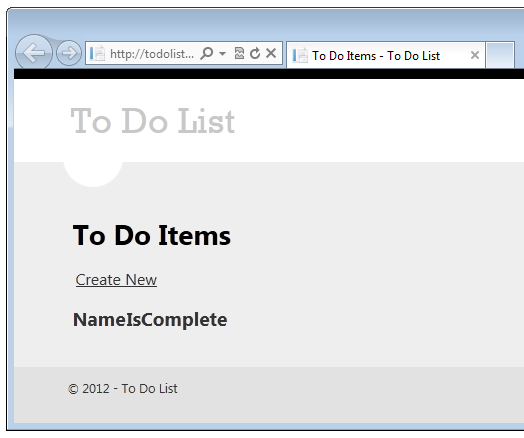 http://todolist...
To Do Items - To Do List
To Do List
To Do Items
Create New
NameIsComplete
© 2012 - To Do List